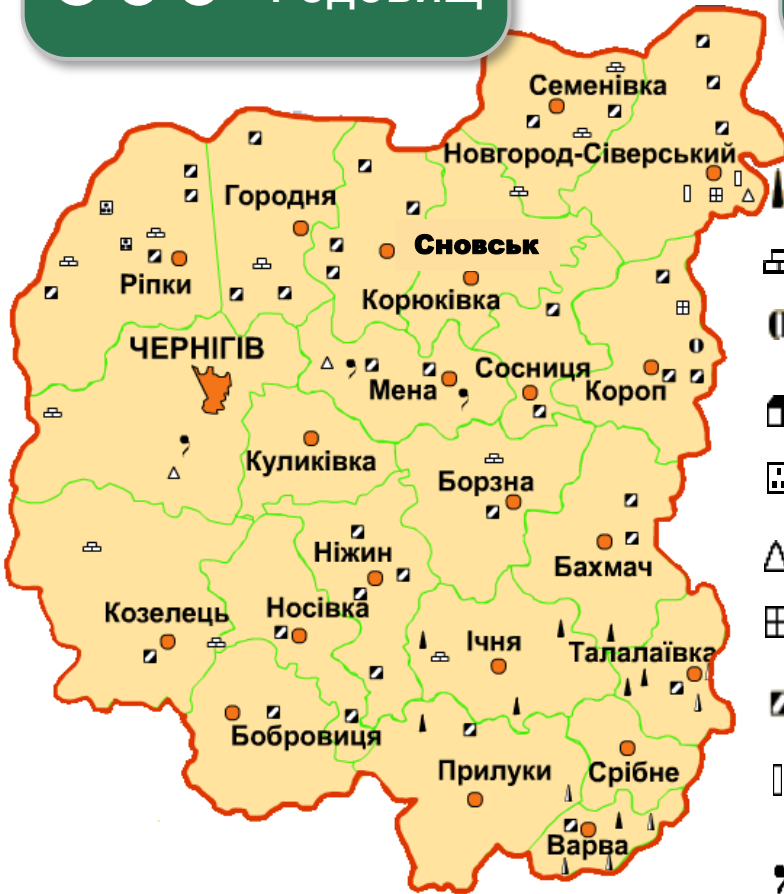 Родовищ
Семенівка
Новгород-Сіверський
Городня
Сновськ
Ріпки
Корюківка
ЧЕРНІГІВ
Сосниця
Мена
Короп
Куликівка
Борзна
Ніжин
Бахмач
Козелець
Носівка
Ічня
Талалаївка
Бобровиця
Прилуки
Срібне
Варва